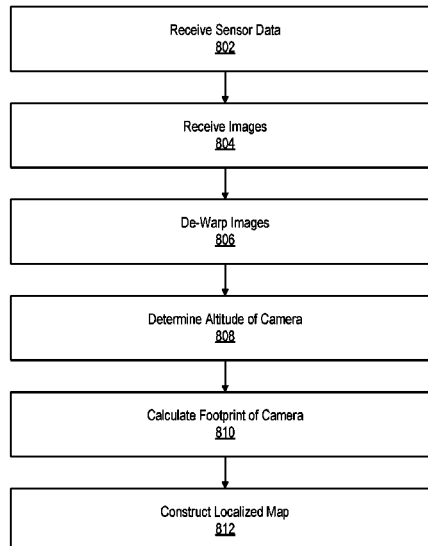 Receive Sensor Data
802
Receive Images
804
De-Warp Images
806
Determine Altitude of Camera
808
Calculate Footprint of Camera
810
Construct Localized Map
812